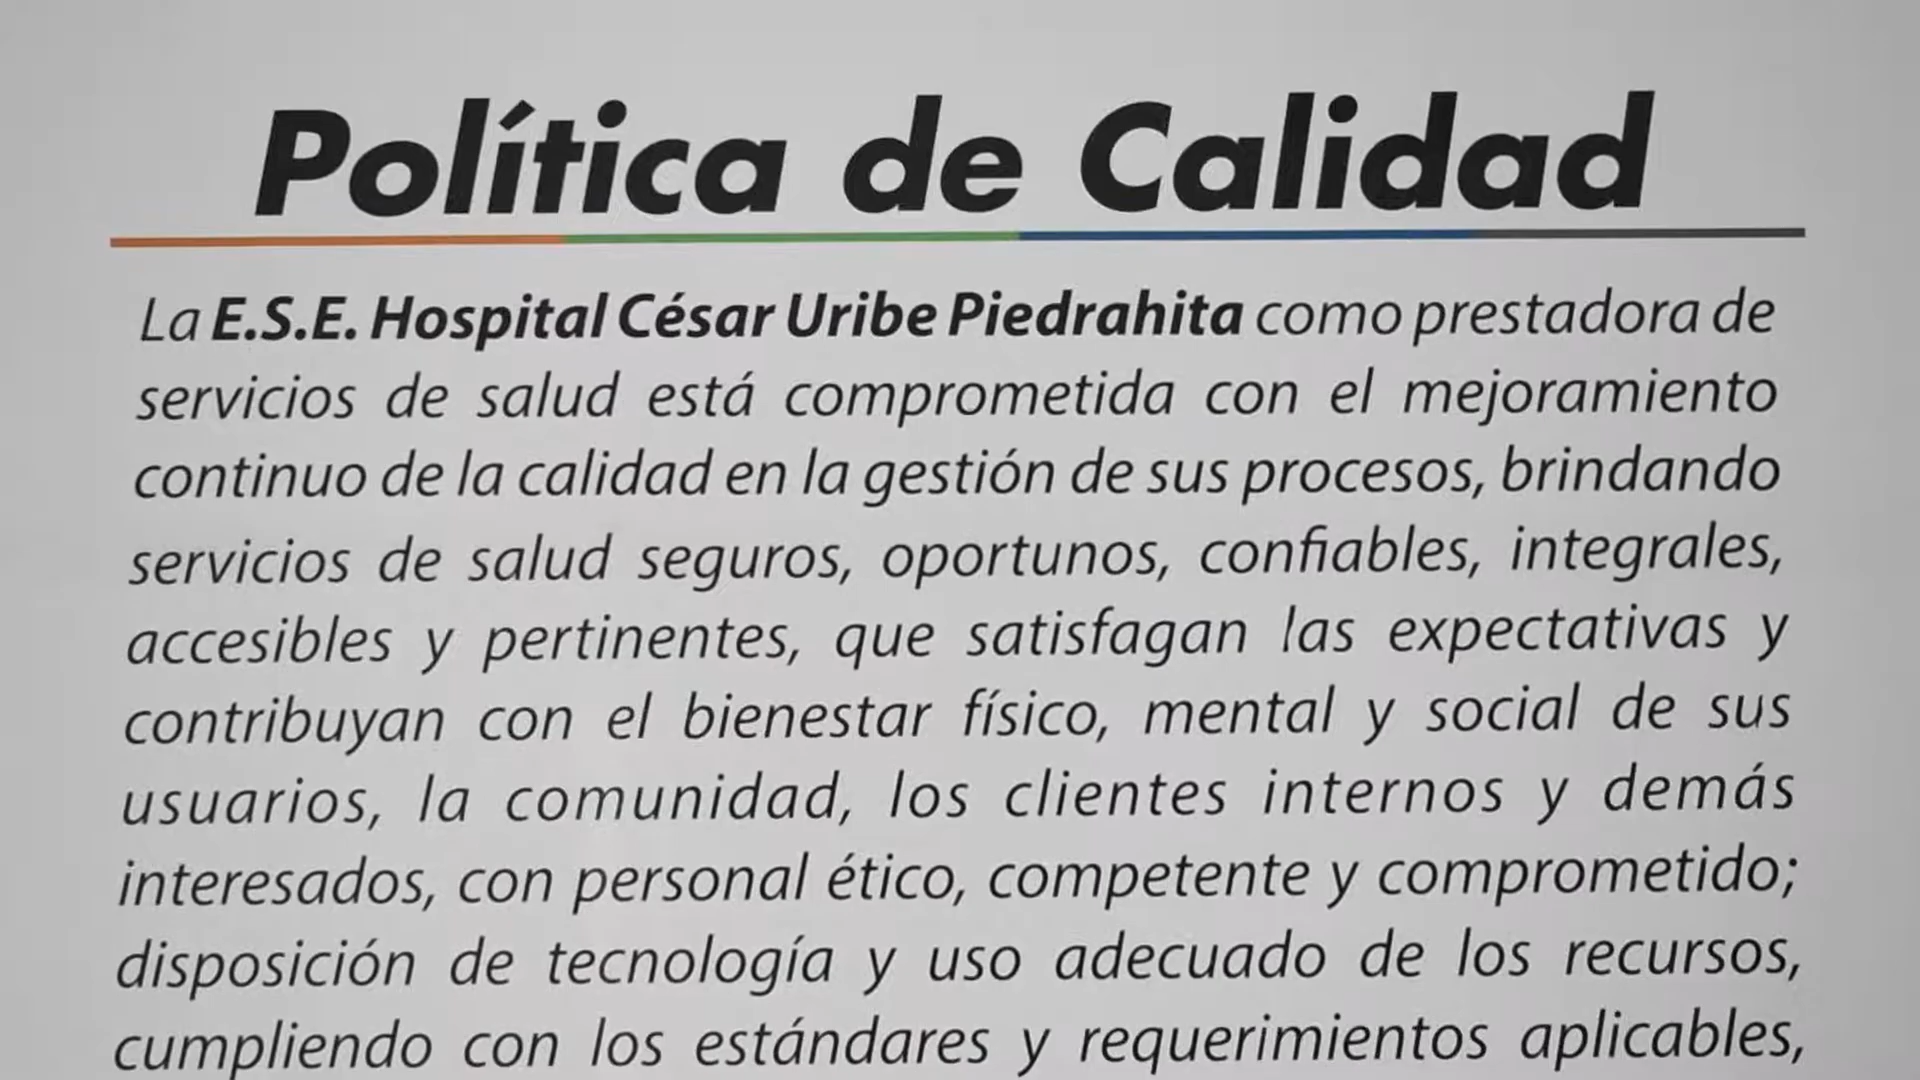 Política de Calidad
La E.S.E. Hospital César Uribe Piedrahita como prestadora de
servicios de salud está comprometida con el mejoramiento
continuo de la calidad en la gestión de sus procesos, brindando
servicios de salud seguros, oportunos, confiables, integrales,
accesibles y pertinentes, que satisfagan las expectativas y
contribuyan con el bienestar físico, mental y social de sus
usuarios, la comunidad, los clientes internos y demás
interesados, con personal ético, competente y comprometido;
disposición de tecnología y uso adecuado de los recursos,
cumpliendo con los estándares y requerimientos aplicables,